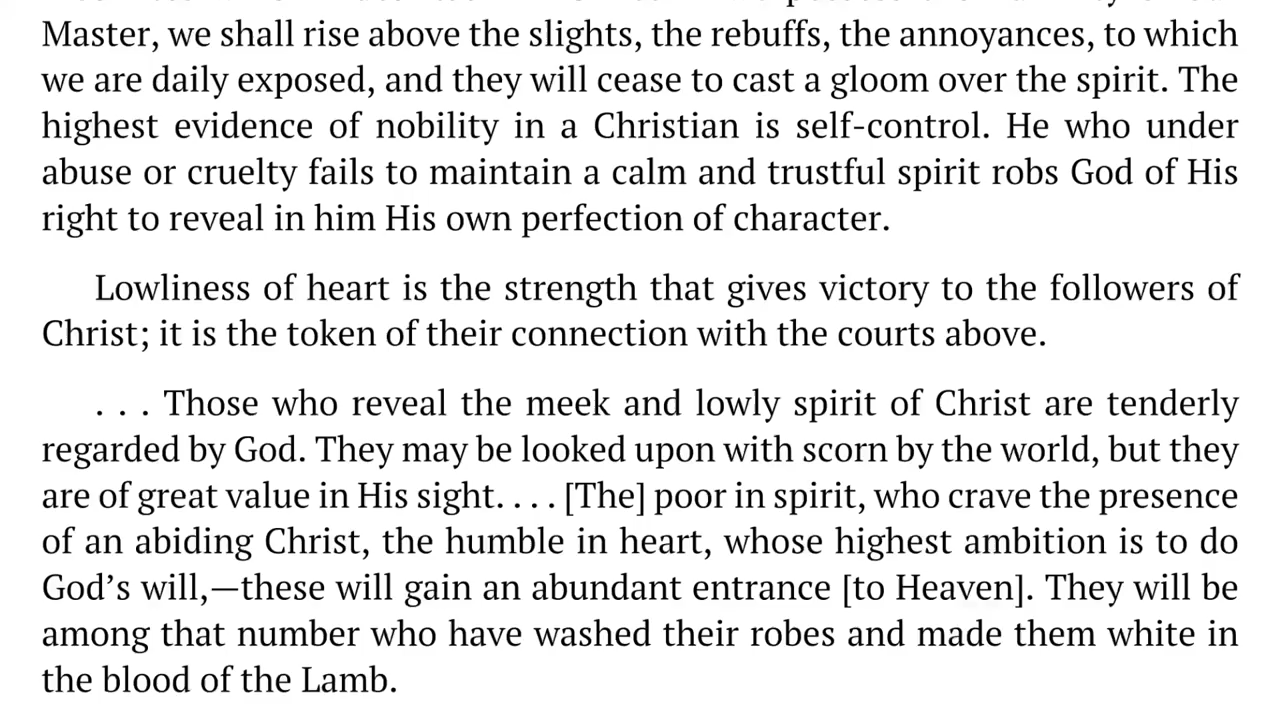 Master, we shall rise above the slights, the rebuffs, the annoyances, to which
we are daily exposed, and they will cease to cast a gloom over the spirit. The
highest evidence of nobility in a Christian is self-control. He who under
abuse or cruelty fails to maintain a calm and trustful spirit robs God of His
right to reveal in him His own perfection of character.
Lowliness of heart is the strength that gives victory to the followers of
Christ; it is the token of their connection with the courts above.
. . . Those who reveal the meek and lowly spirit of Christ are tenderly
regarded by God. They may be looked upon with scorn by the world, but they
are of great value in His sight. . . . [The] poor in spirit, who crave the presence
of an abiding Christ, the humble in heart, whose highest ambition is to do
God’s will,—these will gain an abundant entrance [to Heaven]. They will be
among that number who have washed their robes and made them white in
the blood of the Lamb.